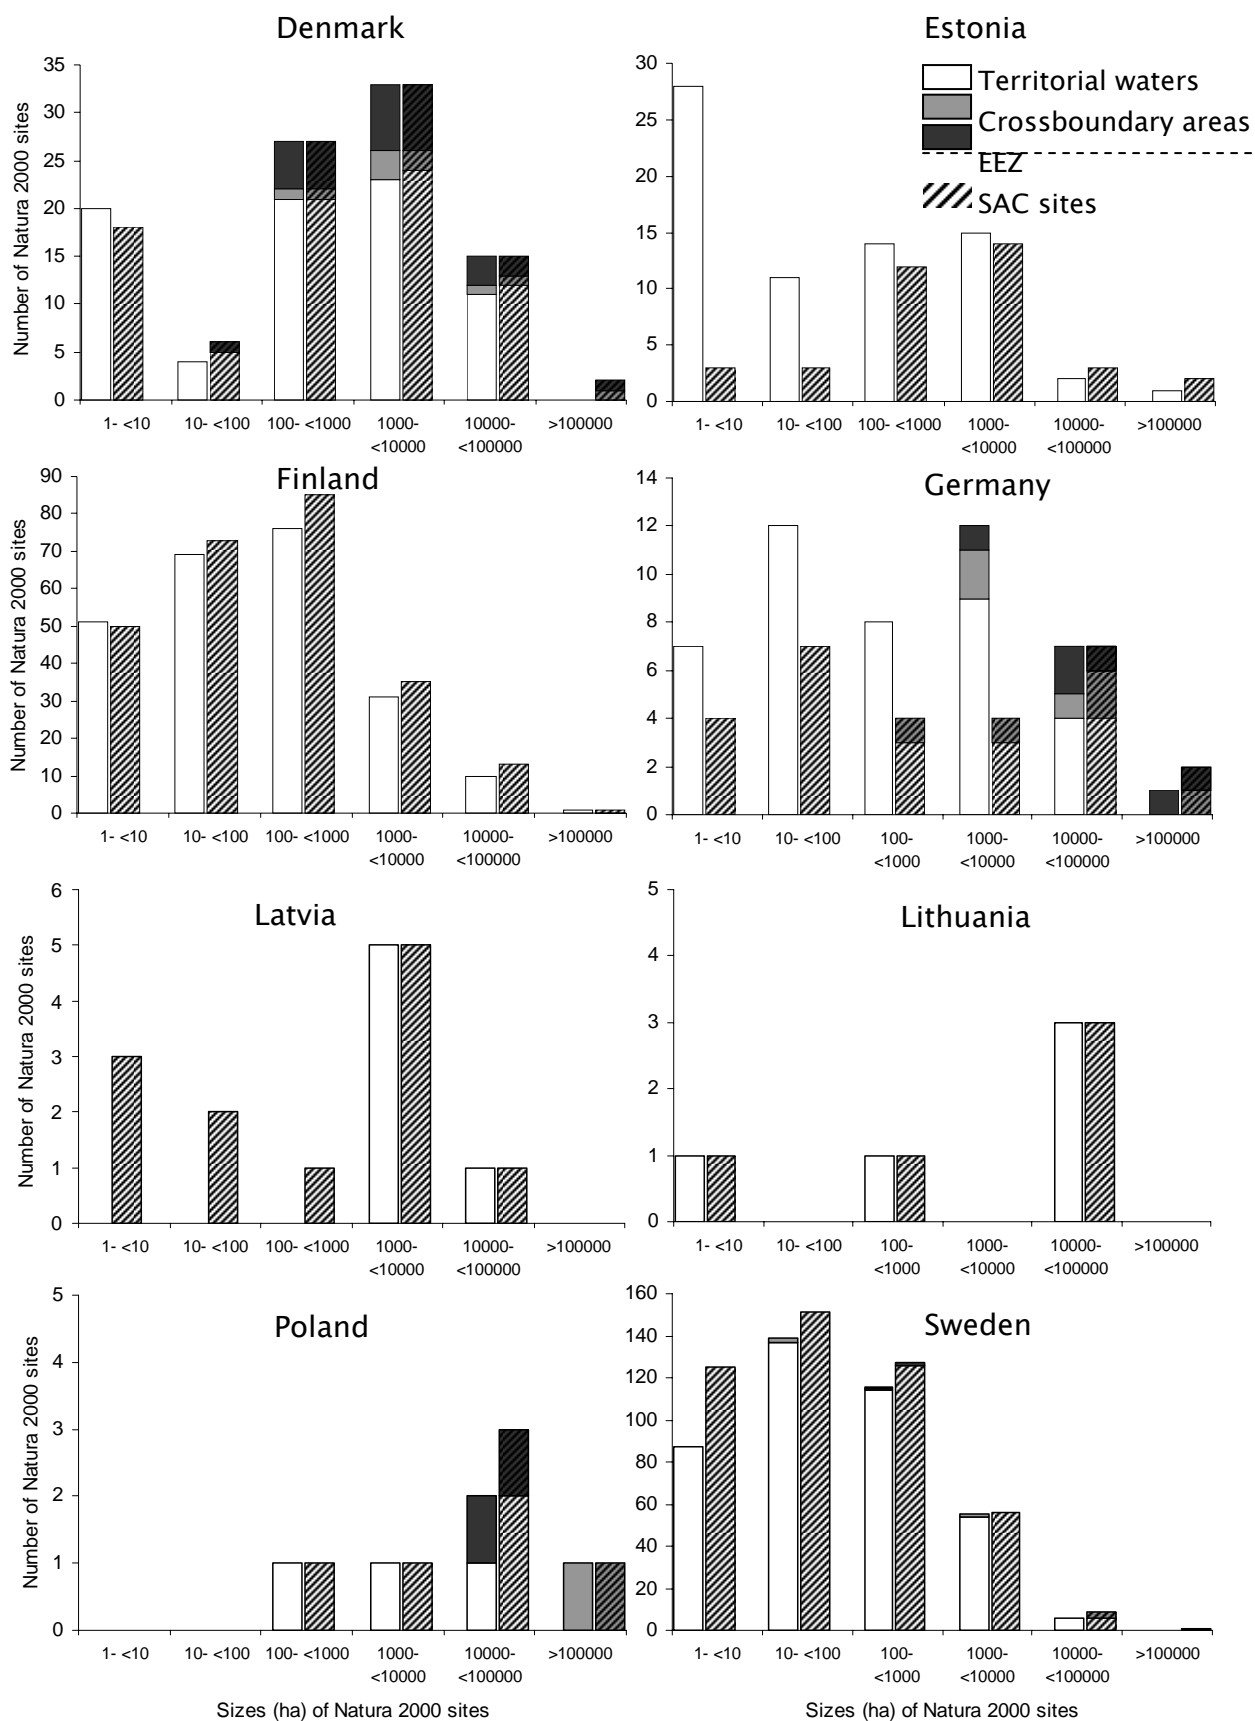 Denmark
Number of Natura 2000 sites
35
30
25
20
15
10
5
0
1- <10 10- <100 100- <1000 1000- <10000 10000- <100000 >100000
Estonia
Territorial waters
Crossboundary areas
EEZ
SAC sites
30
25
20
15
10
5
0
1- <10 10- <100 100- <1000 1000- <10000 10000- <100000 >100000
Finland
Number of Natura 2000 sites
90
80
70
60
50
40
30
20
10
0
1- <10 10- <100 100- <1000 1000- <10000 10000- <100000 >100000
Germany
14
12
10
8
6
4
2
0
1- <10 10- <100 100- <1000 1000- <10000 10000- <100000 >100000
Latvia
Number of Natura 2000 sites
6
5
4
3
2
1
0
1- <10 10- <100 100- <1000 1000- <10000 10000- <100000 >100000
Lithuania
5
4
3
2
1
0
1- <10 10- <100 100- <1000 1000- <10000 10000- <100000 >100000
Poland
Number of Natura 2000 sites
5
4
3
2
1
0
1- <10 10- <100 100- <1000 1000- <10000 10000- <100000 >100000
Sizes (ha) of Natura 2000 sites
Sweden
160
140
120
100
80
60
40
20
0
1- <10 10- <100 100- <1000 1000- <10000 10000- <100000 >100000
Sizes (ha) of Natura 2000 sites